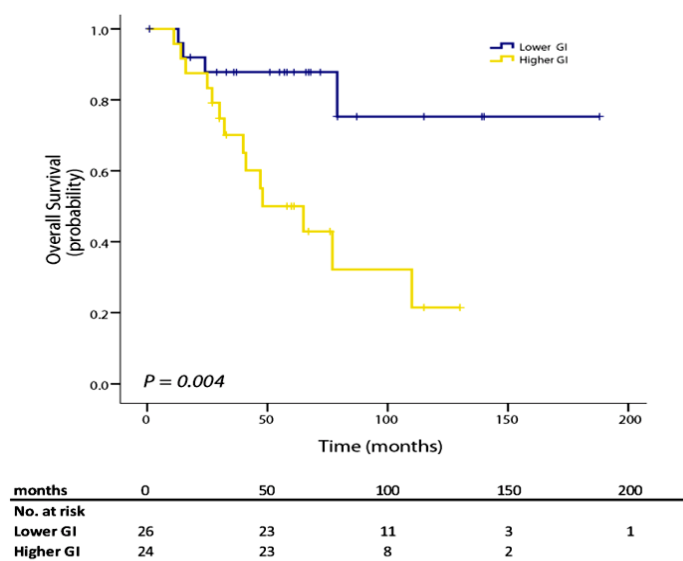 1.0
0.8
0.6
0.4
0.2
0.0
Overall Survival
(probability)
Lower GI
Higher GI
P = 0.004
0 50 100 150 200
Time (months)
months 0 50 100 150 200
No. at risk
Lower GI 26 23 11 3 1
Higher GI 24 23 8 2